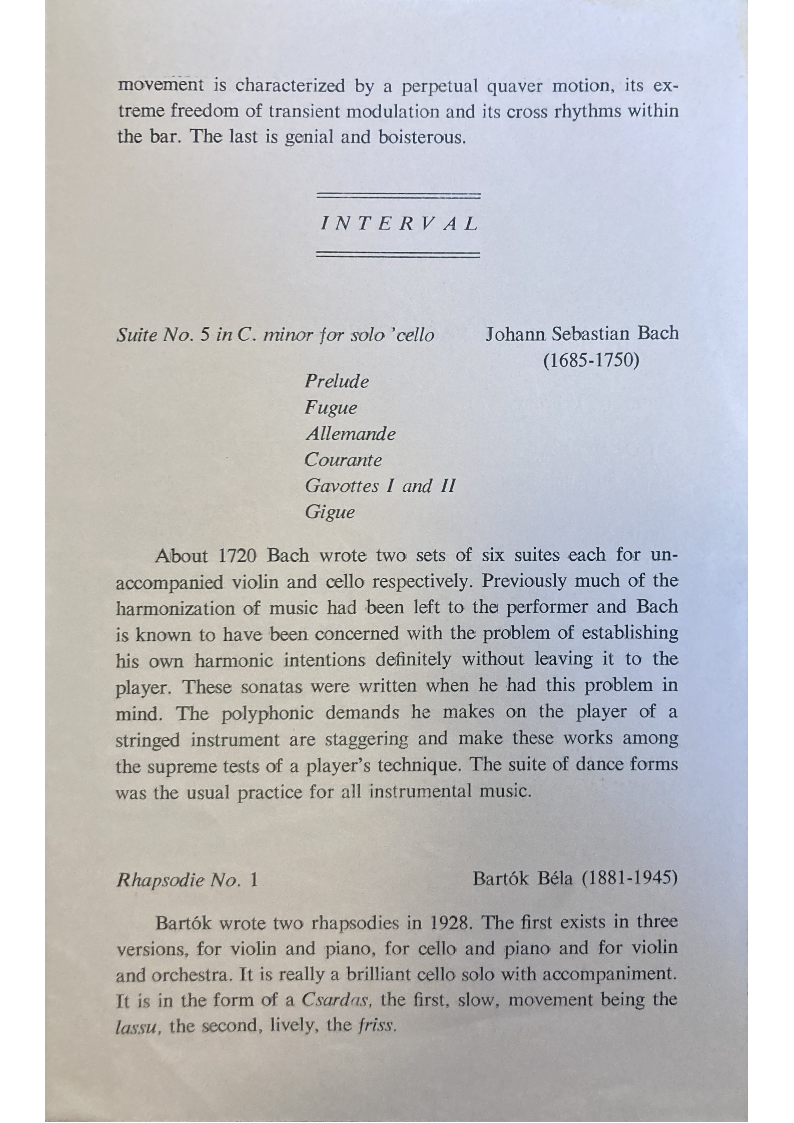 movement is characterized by a perpetual quaver motion, its ex-
treme freedom of transient modulation and its cross rhythms within
the bar. The last is genial and boisterous.
INTERVAL
Suite No. 5 in C. minor for solo 'cello Johann Sebastian Bach
(1685-1750)
Prelude
Fugue
Allemande
Courante
Gavottes I and II
Gigue
About 1720 Bach wrote two sets of six suites each for un-
accompanied violin and cello respectively. Previously much of the
harmonization of music had been left to the performer and Bach
is known to have been concerned with the problem of establishing
his own harmonic intentions definitely without leaving it to the
player. These sonatas were written when he had this problem in
mind. The polyphonic demands he makes on the player of a
stringed instrument are staggering and make these works among
the supreme tests of a player's technique. The suite of dance forms
was the usual practice for all instrumental music.
Rhapsodie No. 1 Bartók Béla (1881-1945)
Bartók wrote two rhapsodies in 1928. The first exists in three
versions, for violin and piano, for cello and piano and for violin
and orchestra. It is really a brilliant cello solo with accompaniment.
It is in the form of a Csardas, the first, slow, movement being the
lassu, the second, lively, the friss.